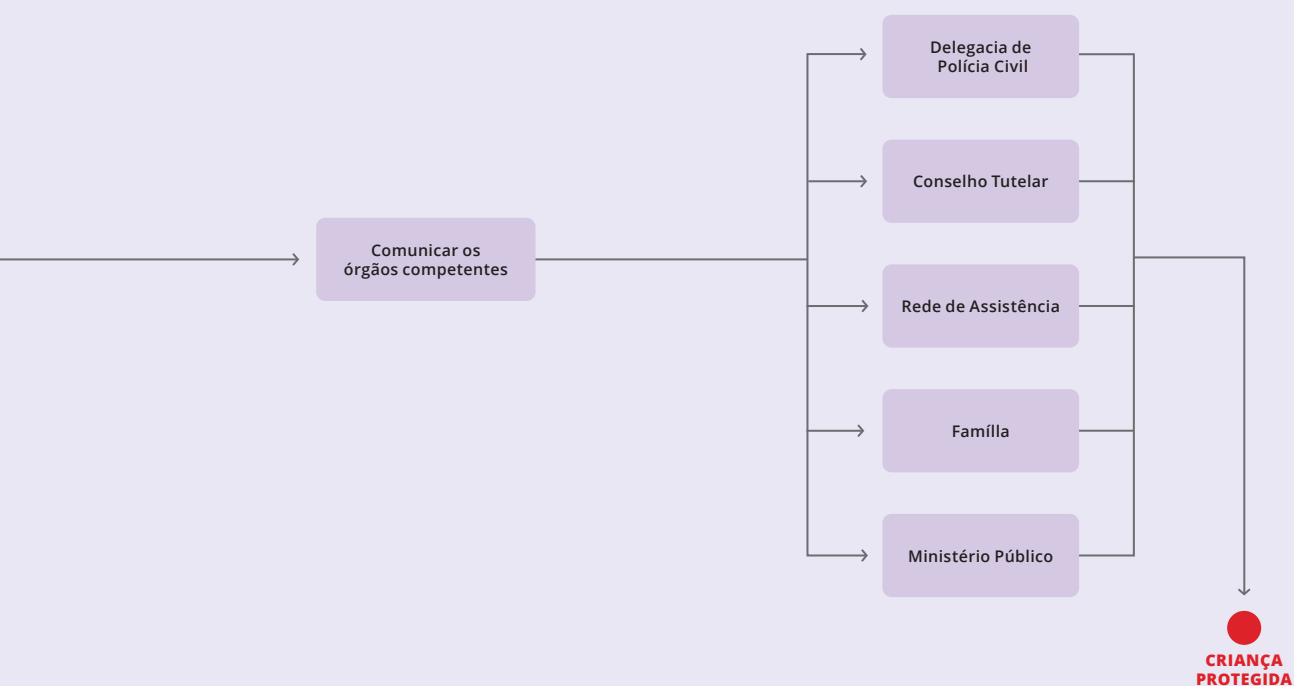 Delegacia de
Polícia Civil
Conselho Tutelar
Comunicar os
órgãos competentes
Rede de Assistência
Famílla
Ministério Público
CRIANÇA
PROTEGIDA